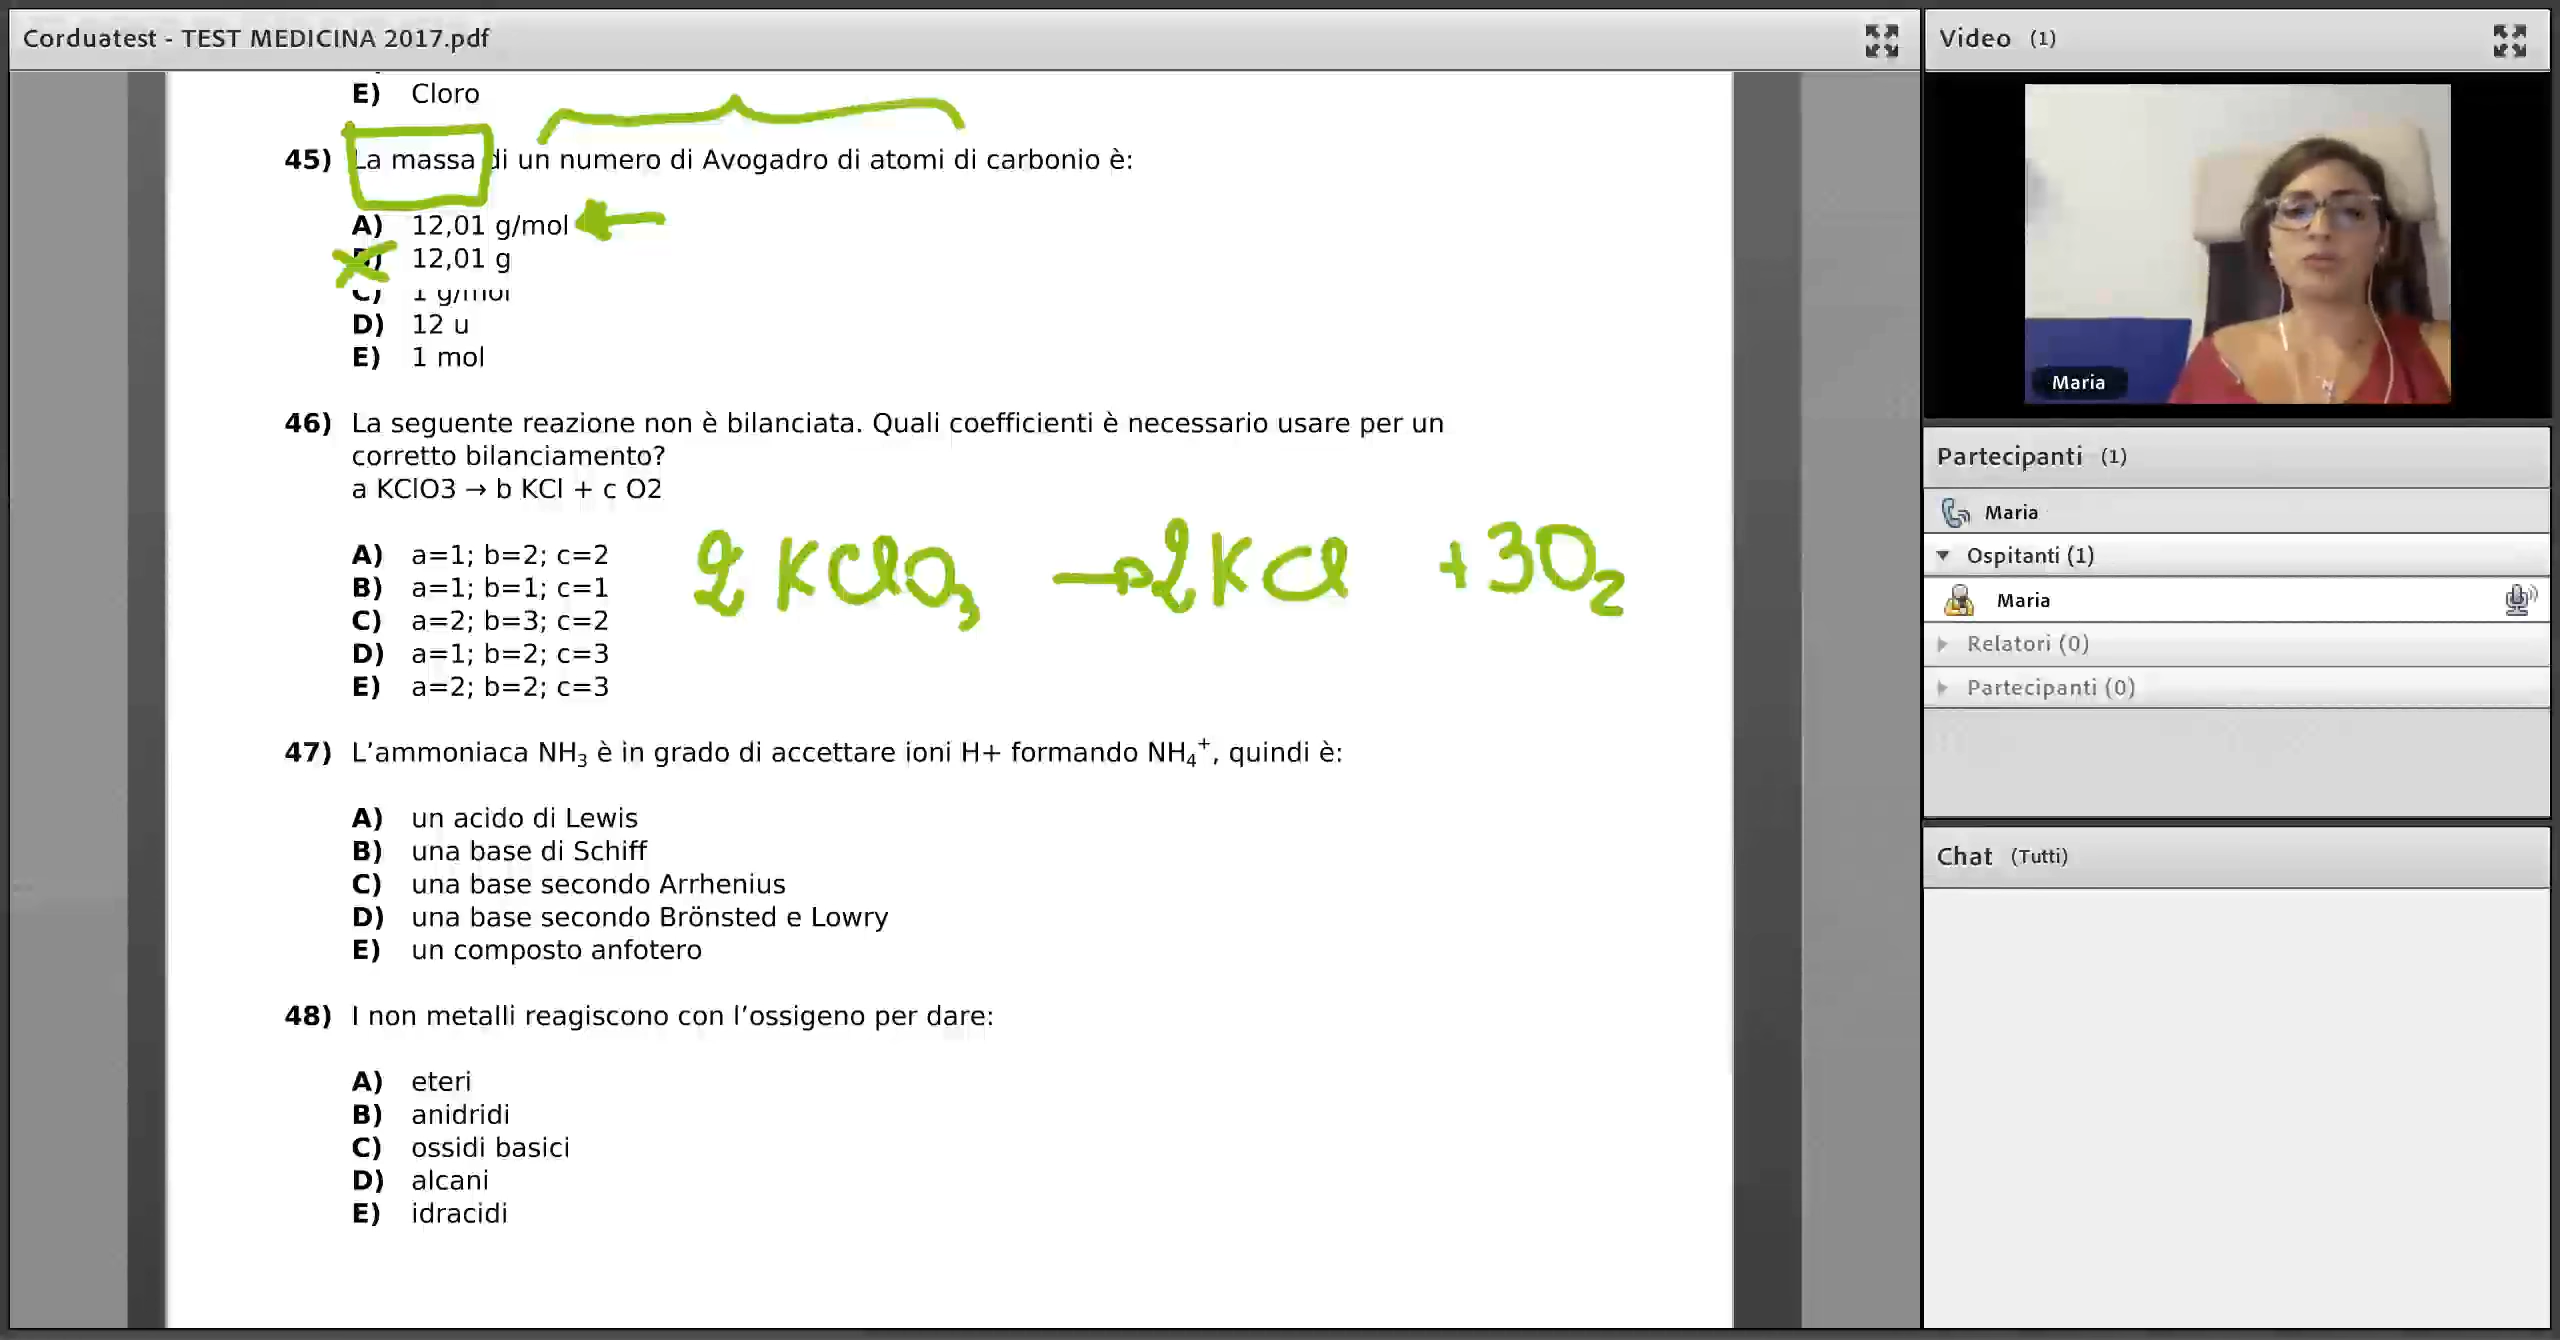 Corduatest - TEST MEDICINA 2017.pdf
E) Cloro
45) La massa di un numero di Avogadro di atomi di carbonio è:
A) 12,01 g/mol
12,01 g
C) 1 g/mol
D) 12 u
E) 1 mol
46) La seguente reazione non è bilanciata. Quali coefficienti è necessario usare per un
corretto bilanciamento?
a KClO3 → b KCl + c O2
A) a=1; b=2; c=2
B) a=1; b=1; c=1
C) a=2; b=3; c=2
D) a=1; b=2; c=3
E) a=2; b=2; c=3
2 KClO₃ → 2 KCl + 3O₂
47) L’ammoniaca NH₃ è in grado di accettare ioni H+ formando NH₄⁺, quindi è:
A) un acido di Lewis
B) una base di Schiff
C) una base secondo Arrhenius
D) una base secondo Brönsted e Lowry
E) un composto anfotero
48) I non metalli reagiscono con l’ossigeno per dare:
A) eteri
B) anidridi
C) ossidi basici
D) alcani
E) idracidi
Video (1)
Maria
Partecipanti (1)
Maria
Ospitanti (1)
Maria
Relatori (0)
Partecipanti (0)
Chat (Tutti)